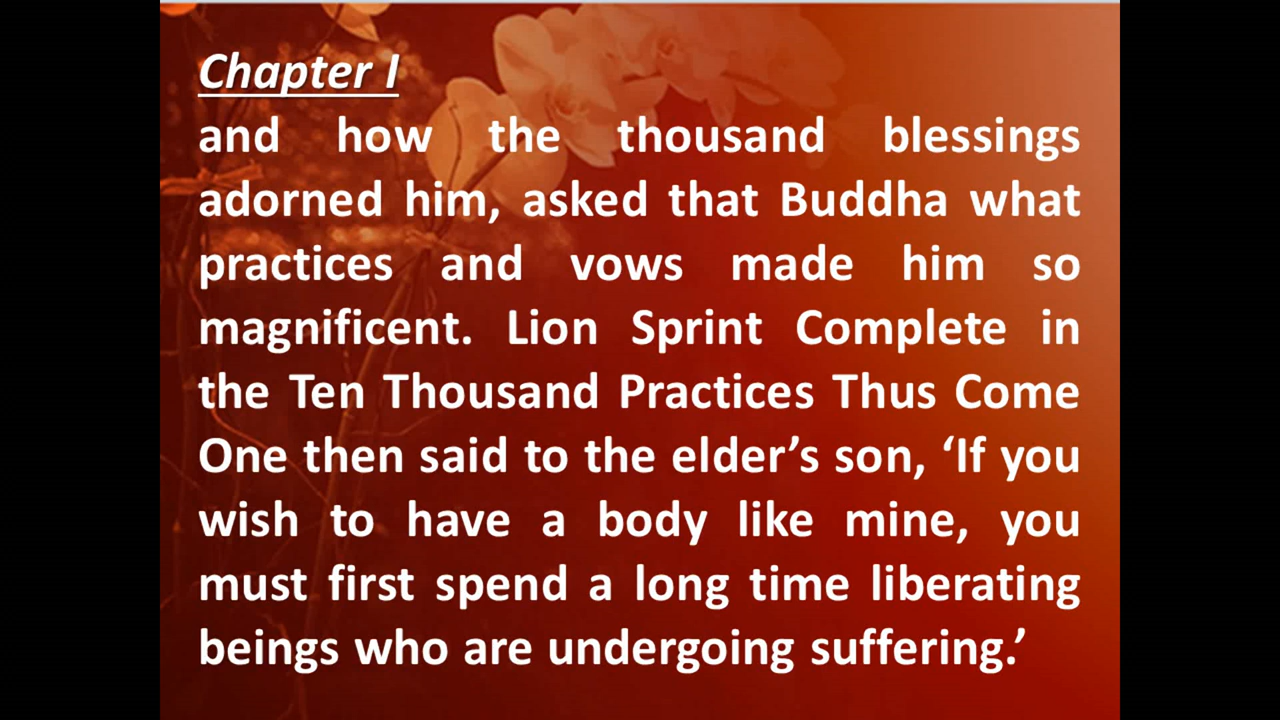 Chapter I
and how the thousand blessings
adorned him, asked that Buddha what
practices and vows made him so
magnificent. Lion Sprint Complete in
the Ten Thousand Practices Thus Come
One then said to the elder’s son, ‘If you
wish to have a body like mine, you
must first spend a long time liberating
beings who are undergoing suffering.’